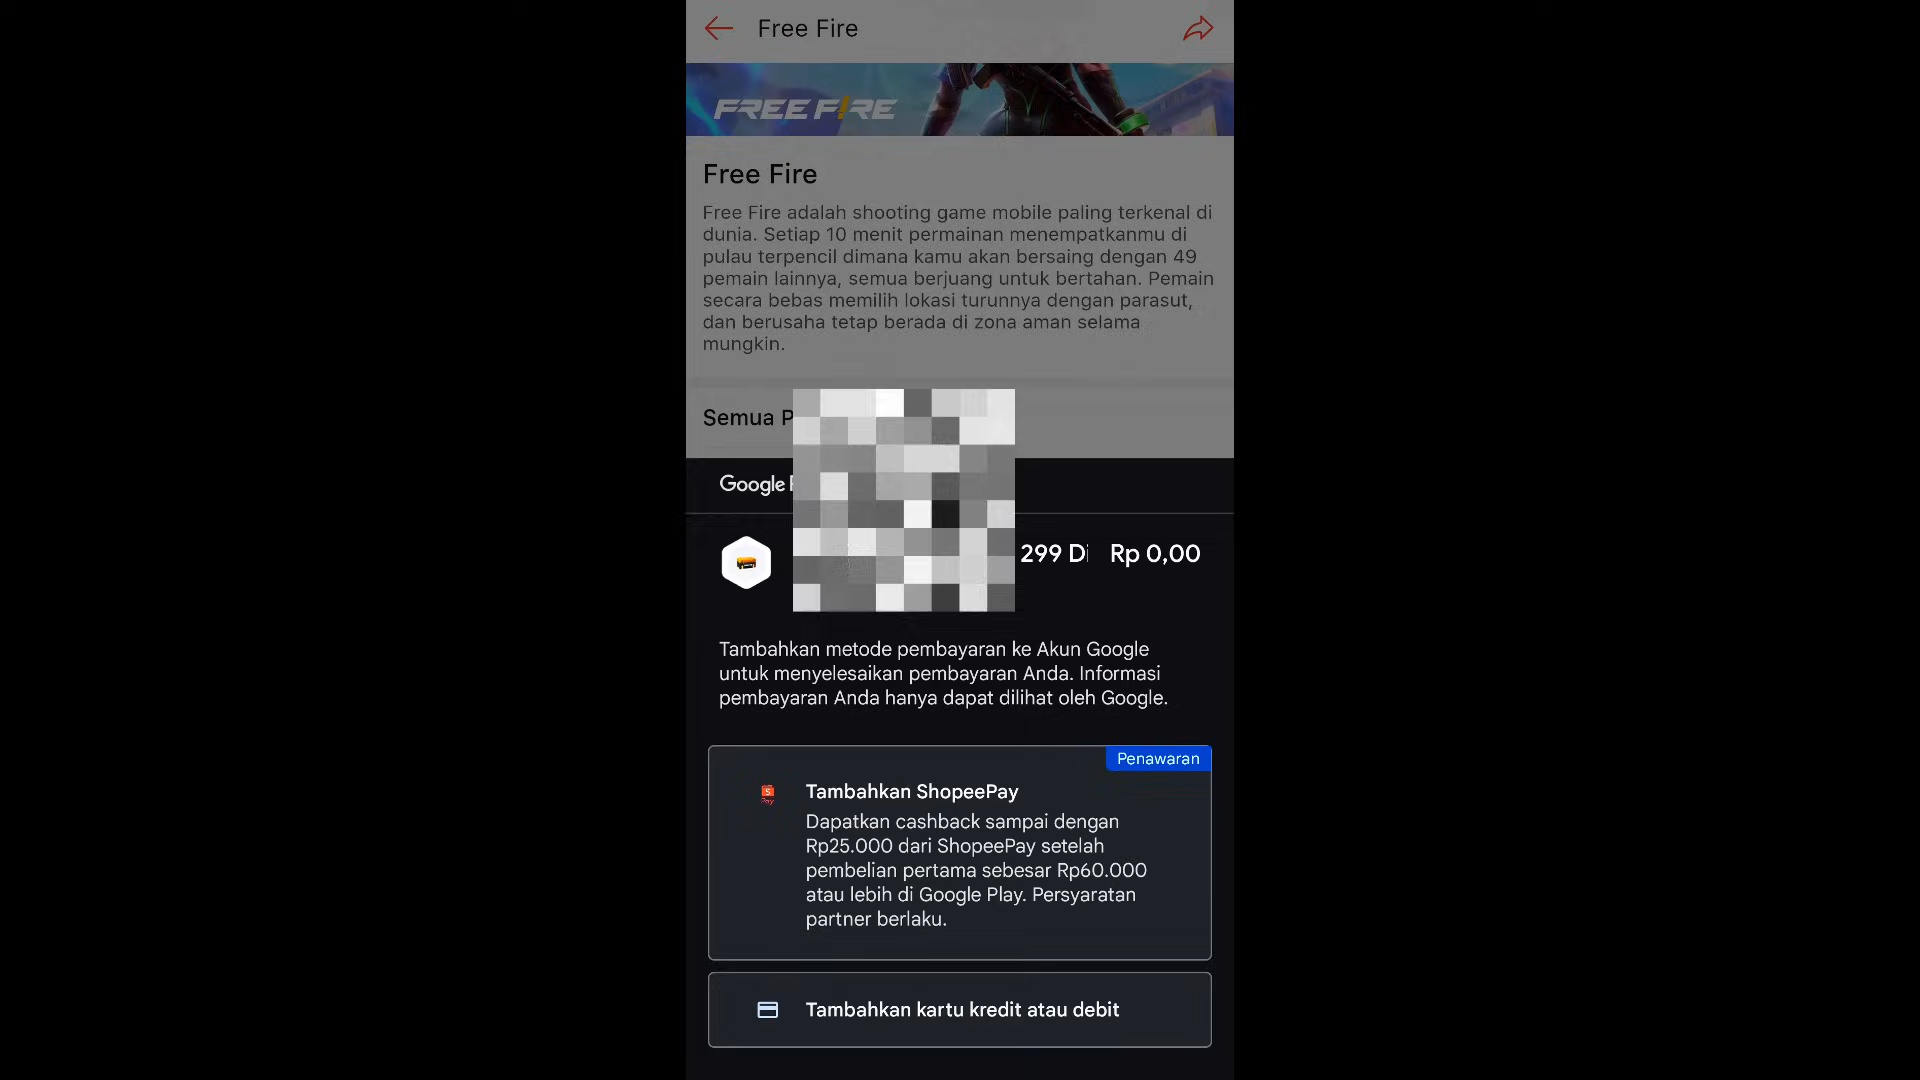 Free Fire
FREE FIRE
Free Fire
Free Fire adalah shooting game mobile paling terkenal di
dunia. Setiap 10 menit permainan menempatkanmu di
pulau terpencil dimana kamu akan bersaing dengan 49
pemain lainnya, semua berjuang untuk bertahan. Pemain
secara bebas memilih lokasi turunnya dengan parasut,
dan berusaha tetap berada di zona aman selama
mungkin.
Semua
Google
299 Di Rp 0,00
Tambahkan metode pembayaran ke Akun Google
untuk menyelesaikan pembayaran Anda. Informasi
pembayaran Anda hanya dapat dilihat oleh Google.
Penawaran
S
Pay
Tambahkan ShopeePay
Dapatkan cashback sampai dengan
Rp25.000 dari ShopeePay setelah
pembelian pertama sebesar Rp60.000
atau lebih di Google Play. Persyaratan
partner berlaku.
Tambahkan kartu kredit atau debit